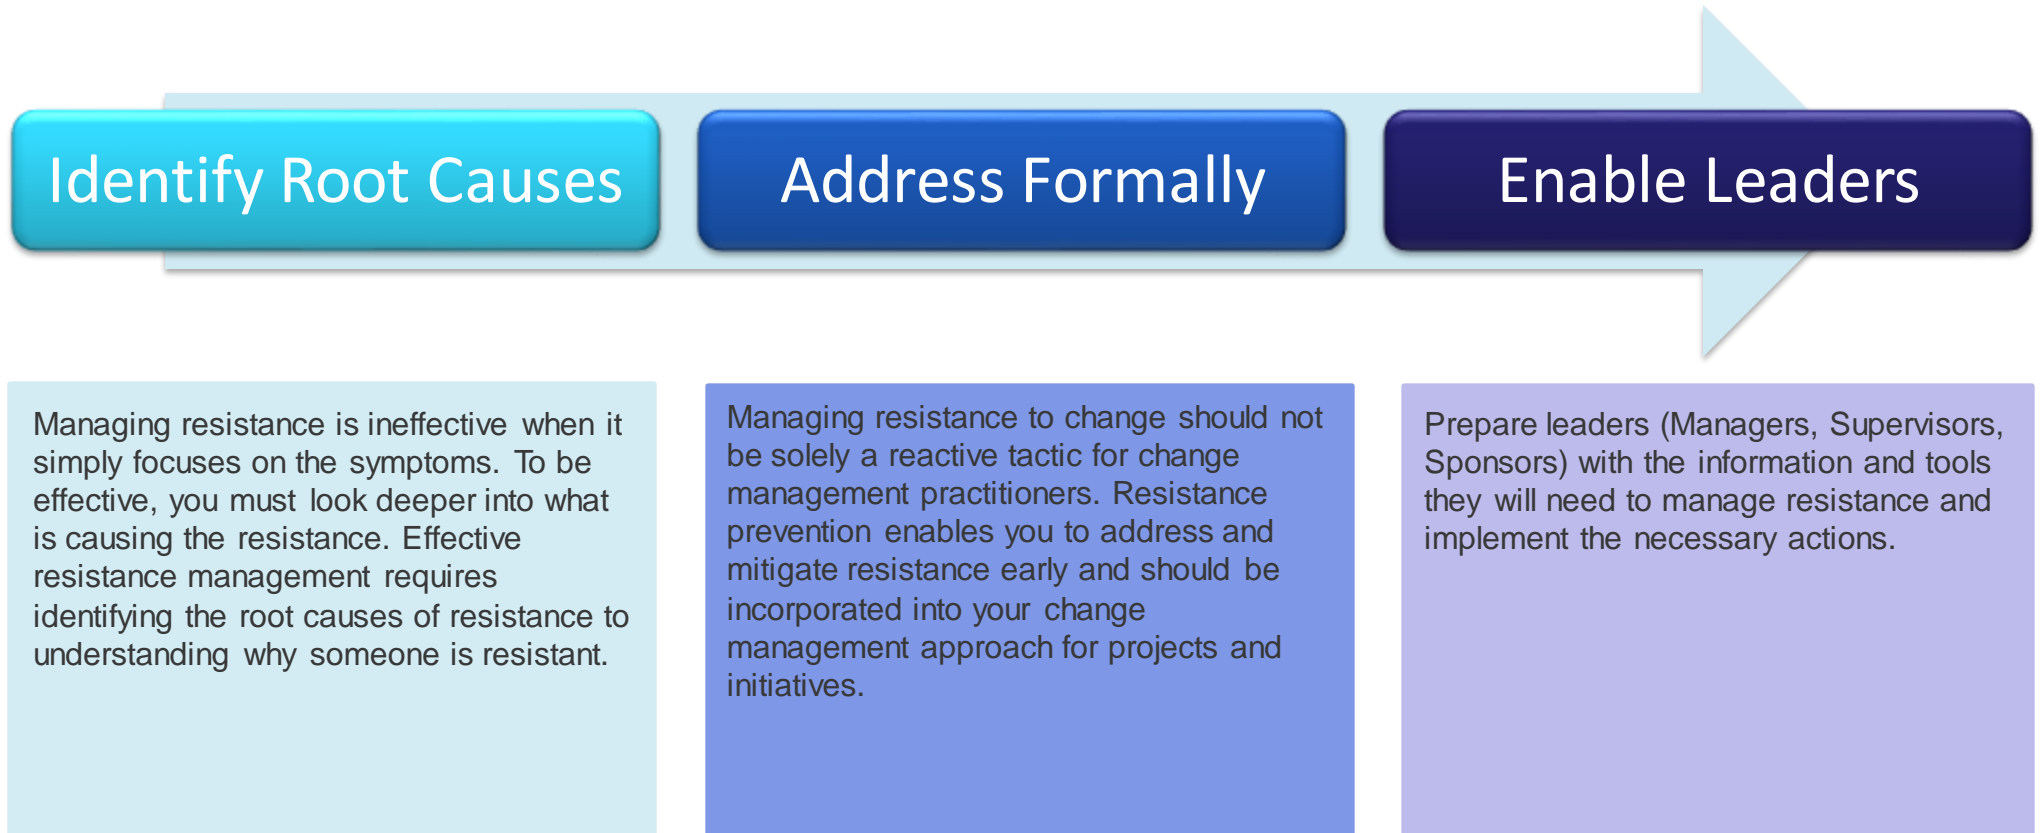 Identify Root Causes
Address Formally
Enable Leaders
Managing resistance is ineffective when it
simply focuses on the symptoms. To be
effective, you must look deeper into what
is causing the resistance. Effective
resistance management requires
identifying the root causes of resistance to
understanding why someone is resistant.
Managing resistance to change should not
be solely a reactive tactic for change
management practitioners. Resistance
prevention enables you to address and
mitigate resistance early and should be
incorporated into your change
management approach for projects and
initiatives.
Prepare leaders (Managers, Supervisors,
Sponsors) with the information and tools
they will need to manage resistance and
implement the necessary actions.